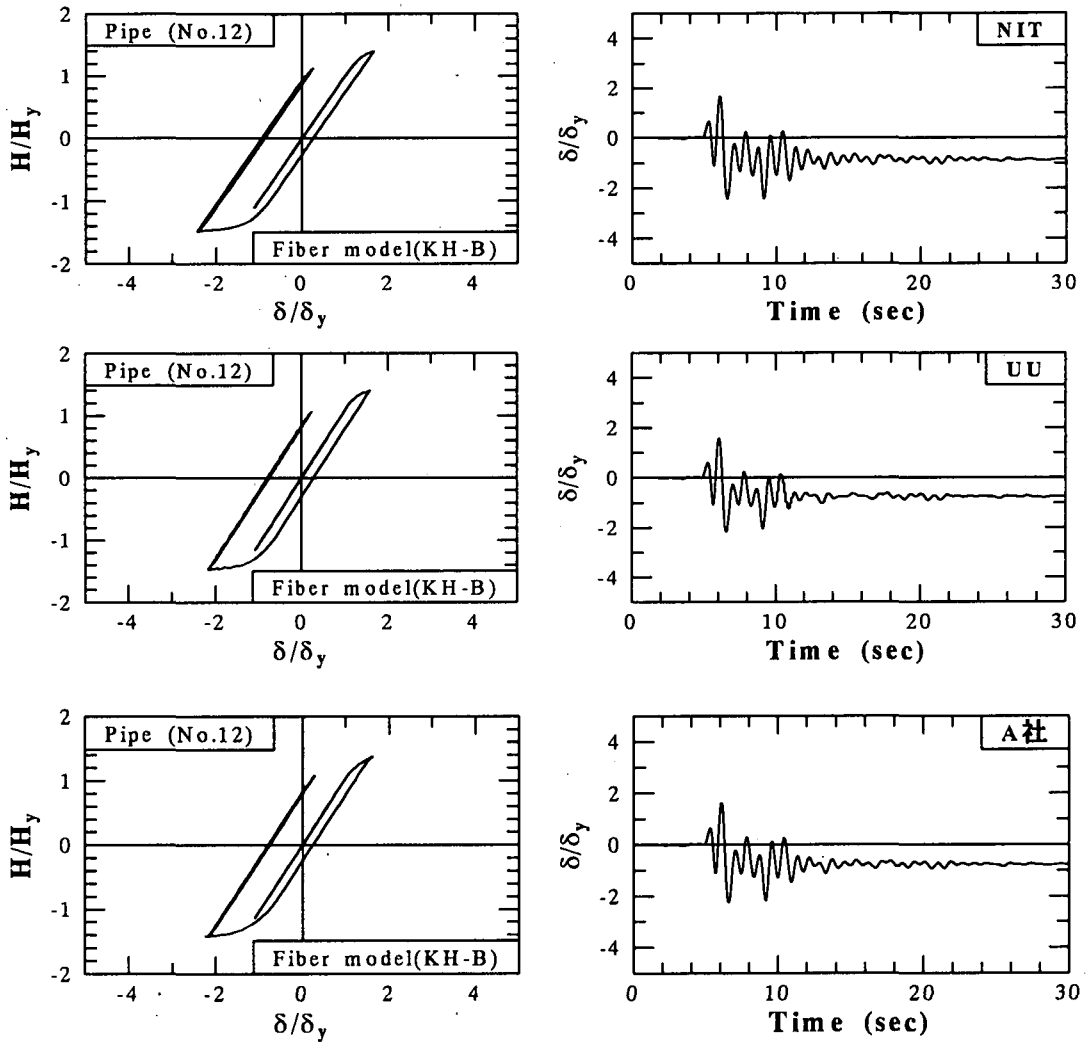 Pipe (No.12)
2
1
0
-1
-2
H/Hy
Fiber model(KH-B)
-4 -2 0 2 4
δ/δy
NIT
4
2
0
-2
-4
δ/δy
0 10 20 30
Time (sec)
Pipe (No.12)
2
1
0
-1
-2
H/Hy
Fiber model(KH-B)
-4 -2 0 2 4
δ/δy
UU
4
2
0
-2
-4
δ/δy
0 10 20 30
Time (sec)
Pipe (No.12)
2
1
0
-1
-2
H/Hy
Fiber model(KH-B)
-4 -2 0 2 4
δ/δy
A社
4
2
0
-2
-4
δ/δy
0 10 20 30
Time (sec)